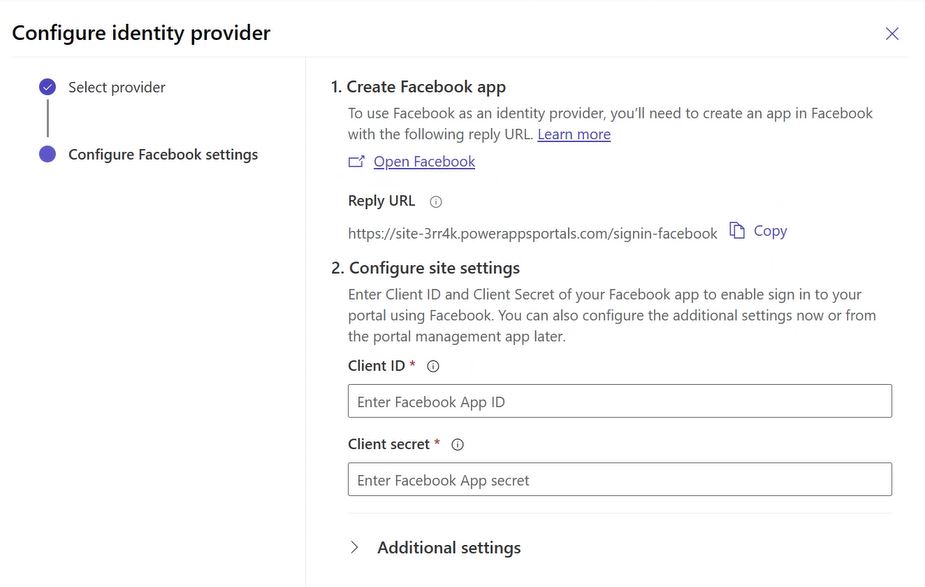 Configure identity provider
Select provider
Configure Facebook settings
1. Create Facebook app
To use Facebook as an identity provider, you’ll need to create an app in Facebook
with the following reply URL. Learn more
Open Facebook
Reply URL
https://site-3rr4k.powerappsportals.com/signin-facebook
Copy
2. Configure site settings
Enter Client ID and Client Secret of your Facebook app to enable sign in to your
portal using Facebook. You can also configure the additional settings now or from
the portal management app later.
Client ID *
Enter Facebook App ID
Client secret *
Enter Facebook App secret
Additional settings